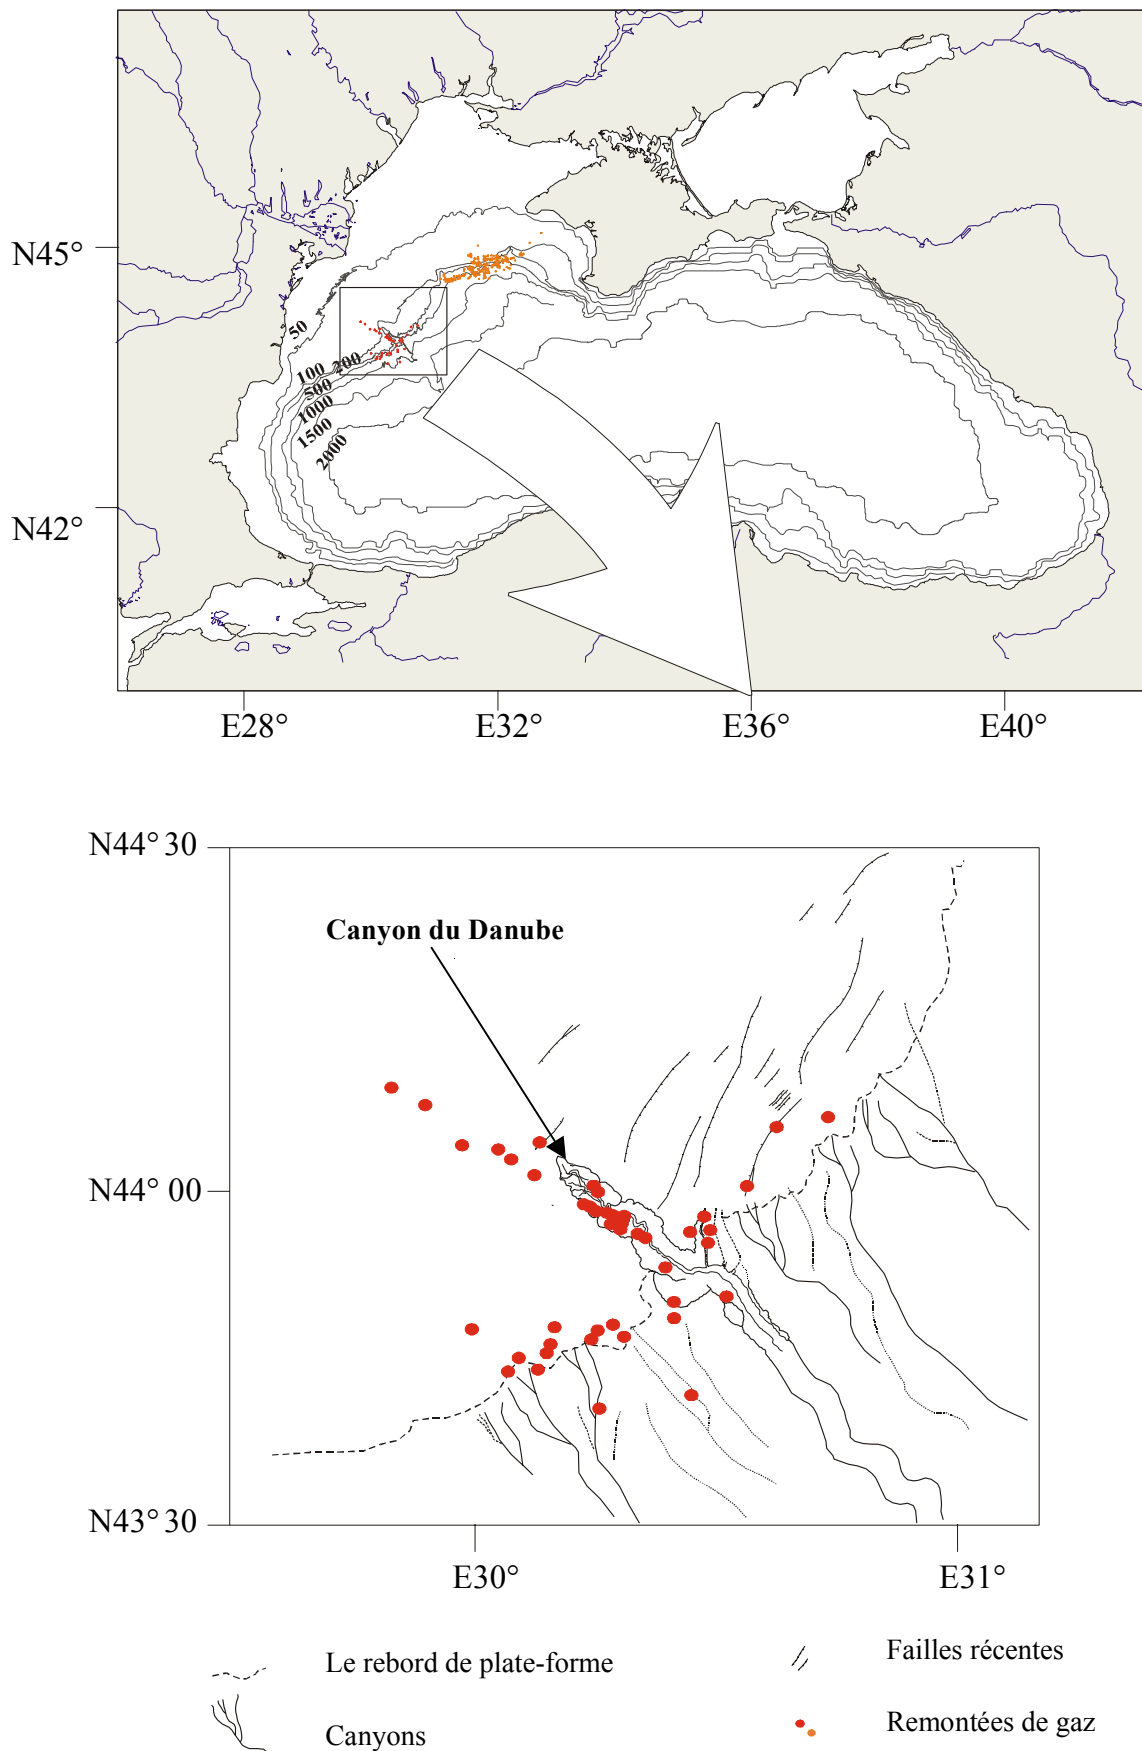 N45°
50
100
200
500
1000
1500
2000
N42°
E28°
E32°
E36°
E40°
N44° 30
Canyon du Danube
N44° 00
N43° 30
E30°
E31°
Le rebord de plate-forme
Failles récentes
Canyons
Remontées de gaz